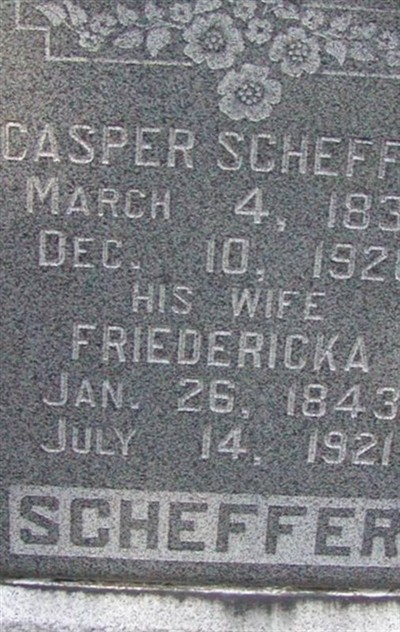 CASPER SCHEFF
MARCH 4, 183
DEC. 10, 192
HIS WIFE
FRIEDERICKA
JAN. 26, 1843
JULY 14, 1921
SCHEFFER